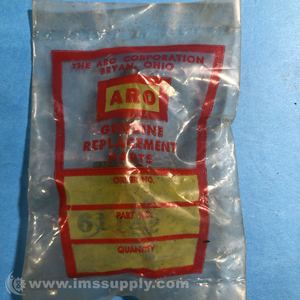 THE ARO CORPORATION
BRYAN, OHIO
ARO
GENUINE
REPLACEMENT
PARTS
ORDER NO.
PART NO.
QUANTITY
© www.imssupply.com